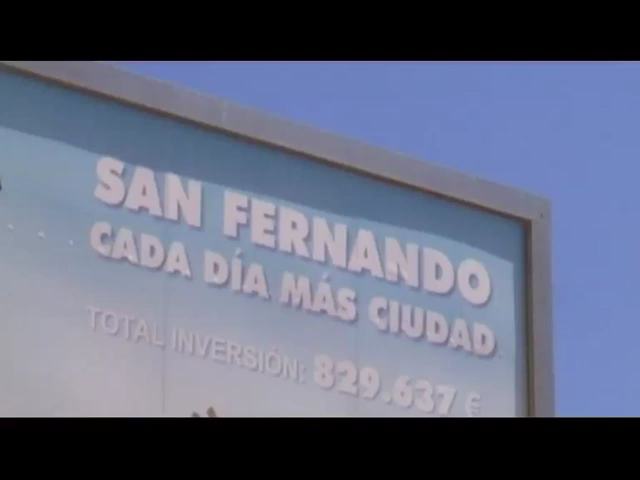 SAN FERNANDO
CADA DÍA MÁS CIUDAD
TOTAL INVERSIÓN: 829.637 €